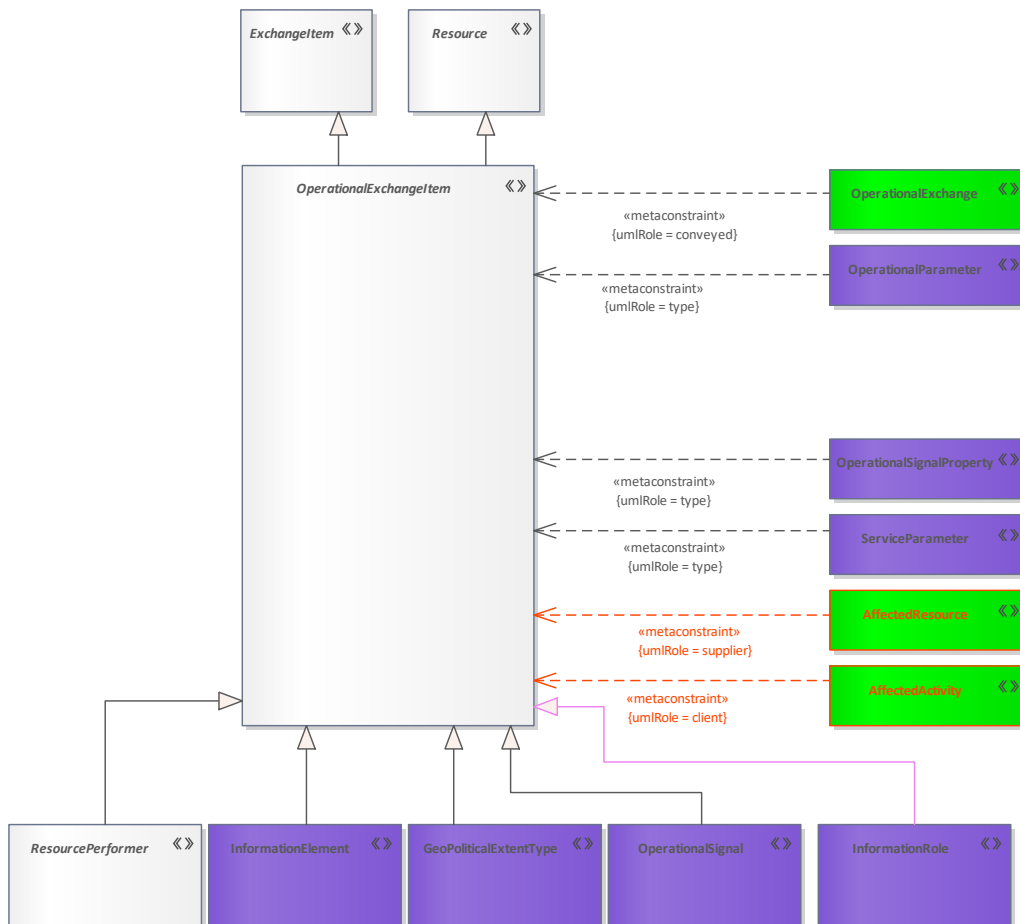 ExchangeItem «»
Resource «»
OperationalExchangeItem «»
OperationalExchange «»
«metaconstraint»
{umlRole = conveyed}
OperationalParameter «»
«metaconstraint»
{umlRole = type}
OperationalSignalProperty «»
«metaconstraint»
{umlRole = type}
ServiceParameter «»
«metaconstraint»
{umlRole = type}
AffectedResource «»
«metaconstraint»
{umlRole = supplier}
AffectedActivity «»
«metaconstraint»
{umlRole = client}
ResourcePerformer «»
InformationElement «»
GeoPoliticalExtentType «»
OperationalSignal «»
InformationRole «»